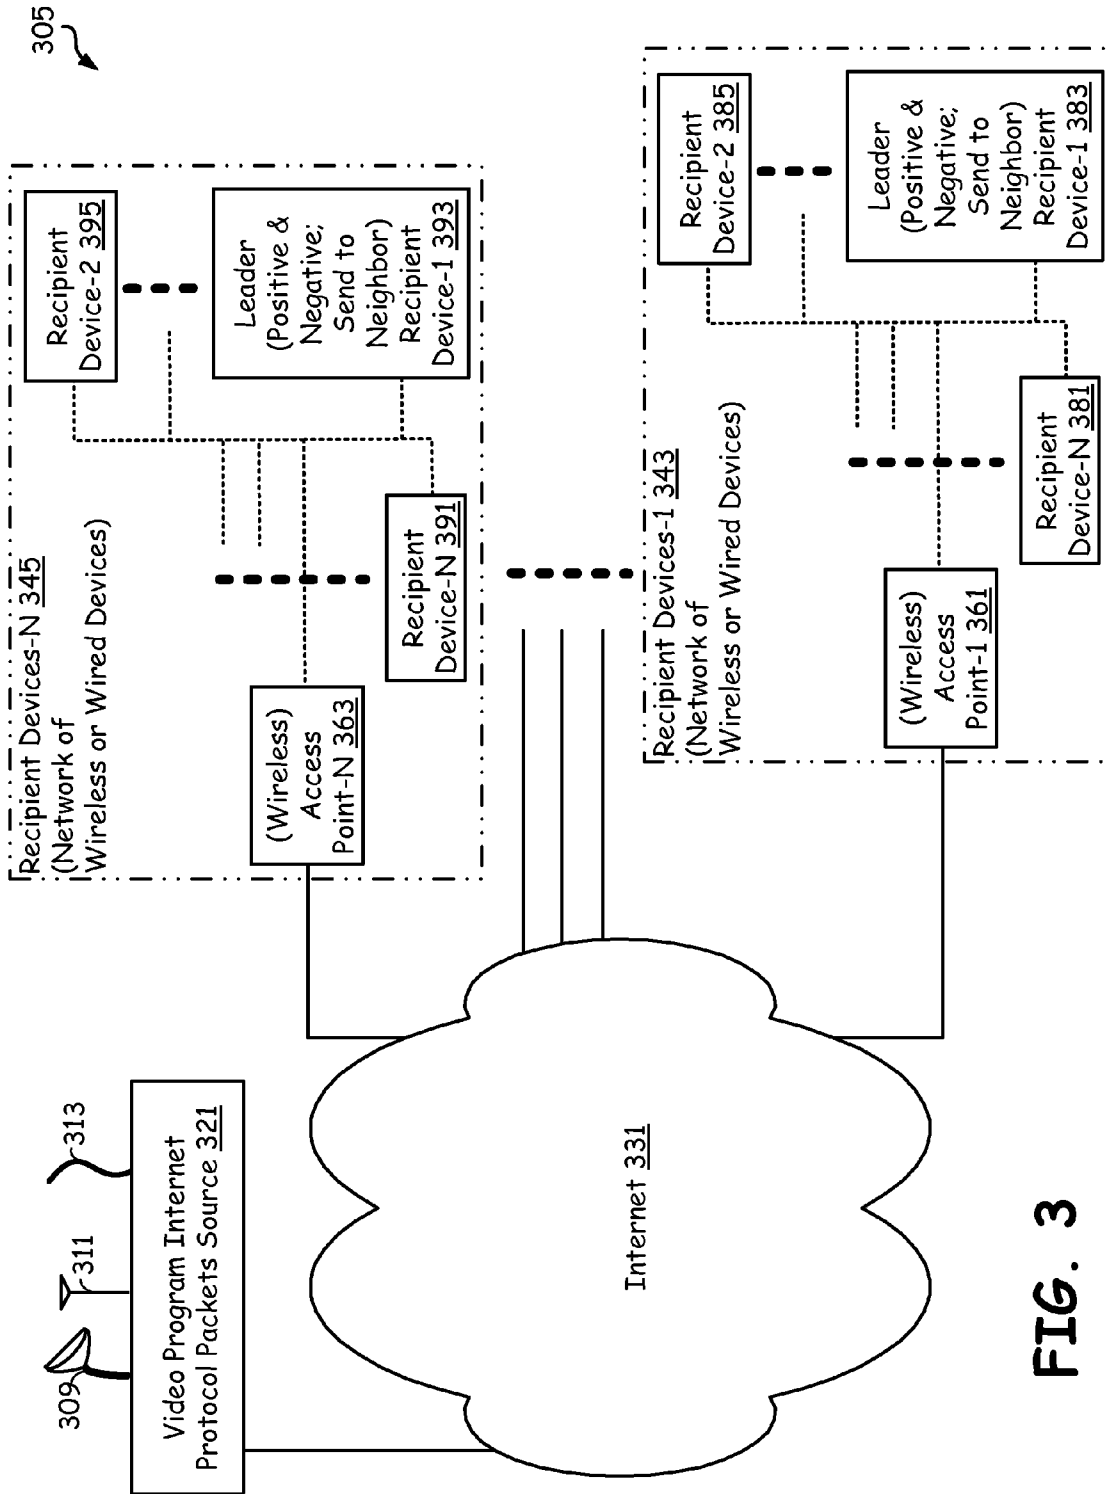 305
309
311
313
Video Program Internet
Protocol Packets Source 321
Internet 331
Recipient Devices-N 345
(Network of
Wireless or Wired Devices)
(Wireless)
Access
Point-N 363
Recipient
Device-N 391
Recipient
Device-2 395
Leader
(Positive &
Negative;
Send to
Neighbor)
Recipient
Device-1 393
Recipient Devices-1 343
(Network of
Wireless or Wired Devices)
(Wireless)
Access
Point-1 361
Recipient
Device-N 381
Recipient
Device-2 385
Leader
(Positive &
Negative;
Send to
Neighbor)
Recipient
Device-1 383
FIG. 3